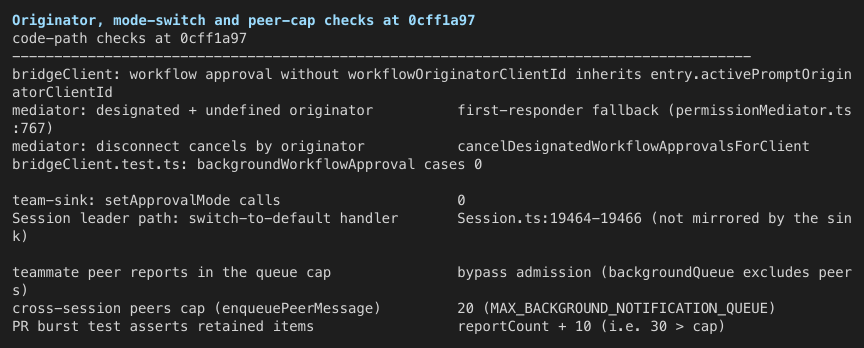 Originator, mode-switch and peer-cap checks at 0cff1a97
code-path checks at 0cff1a97
------------------------------------------------------------------------------------------
bridgeClient: workflow approval without workflowOriginatorClientId inherits entry.activePromptOrigin
atorClientId
mediator: designated + undefined originator first-responder fallback (permissionMediator.ts
:767)
mediator: disconnect cancels by originator cancelDesignatedWorkflowApprovalsForClient
bridgeClient.test.ts: backgroundWorkflowApproval cases 0
team-sink: setApprovalMode calls 0
Session leader path: switch-to-default handler Session.ts:19464-19466 (not mirrored by the sin
k)
teammate peer reports in the queue cap bypass admission (backgroundQueue excludes peer
s)
cross-session peers cap (enqueuePeerMessage) 20 (MAX_BACKGROUND_NOTIFICATION_QUEUE)
PR burst test asserts retained items reportCount + 10 (i.e. 30 > cap)